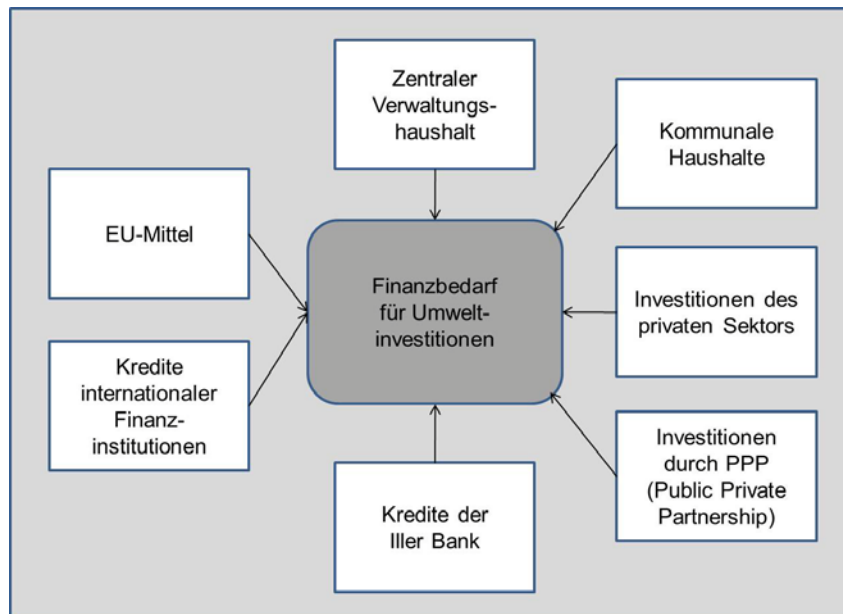 Zentraler
Verwaltungs-
haushalt
Kommunale
Haushalte
EU-Mittel
Finanzbedarf
für Umwelt-
investitionen
Investitionen des
privaten Sektors
Kredite
internationaler
Finanz-
institutionen
Investitionen
durch PPP
(Public Private
Partnership)
Kredite der
Iller Bank